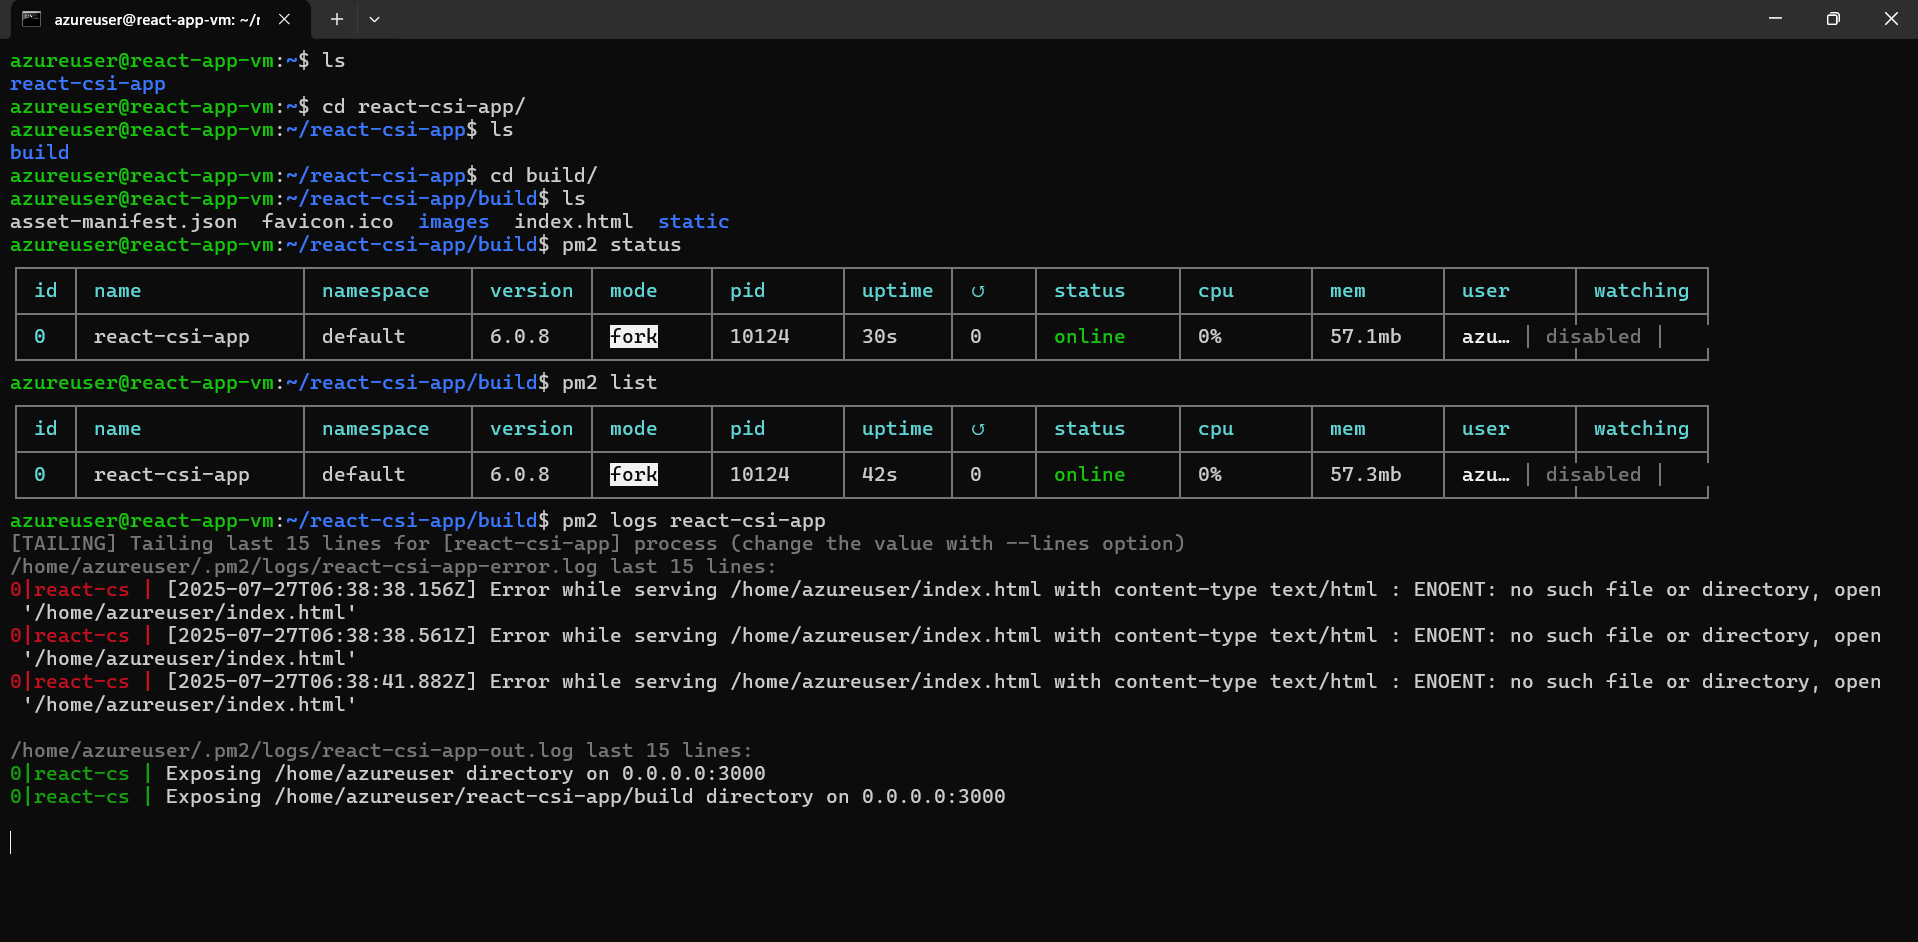 azureuser@react-app-vm: ~/r
azureuser@react-app-vm:~$ ls
react-csi-app
azureuser@react-app-vm:~$ cd react-csi-app/
azureuser@react-app-vm:~/react-csi-app$ ls
build
azureuser@react-app-vm:~/react-csi-app$ cd build/
azureuser@react-app-vm:~/react-csi-app/build$ ls
asset-manifest.json favicon.ico images index.html static
azureuser@react-app-vm:~/react-csi-app/build$ pm2 status
id name namespace version mode pid uptime ↺ status cpu mem user watching
0 react-csi-app default 6.0.8 fork 10124 30s 0 online 0% 57.1mb azu… disabled
azureuser@react-app-vm:~/react-csi-app/build$ pm2 list
id name namespace version mode pid uptime ↺ status cpu mem user watching
0 react-csi-app default 6.0.8 fork 10124 42s 0 online 0% 57.3mb azu… disabled
azureuser@react-app-vm:~/react-csi-app/build$ pm2 logs react-csi-app
[TAILING] Tailing last 15 lines for [react-csi-app] process (change the value with --lines option)
/home/azureuser/.pm2/logs/react-csi-app-error.log last 15 lines:
0|react-cs | [2025-07-27T06:38:38.156Z] Error while serving /home/azureuser/index.html with content-type text/html : ENOENT: no such file or directory, open
'/home/azureuser/index.html'
0|react-cs | [2025-07-27T06:38:38.561Z] Error while serving /home/azureuser/index.html with content-type text/html : ENOENT: no such file or directory, open
'/home/azureuser/index.html'
0|react-cs | [2025-07-27T06:38:41.882Z] Error while serving /home/azureuser/index.html with content-type text/html : ENOENT: no such file or directory, open
'/home/azureuser/index.html'
/home/azureuser/.pm2/logs/react-csi-app-out.log last 15 lines:
0|react-cs | Exposing /home/azureuser directory on 0.0.0.0:3000
0|react-cs | Exposing /home/azureuser/react-csi-app/build directory on 0.0.0.0:3000